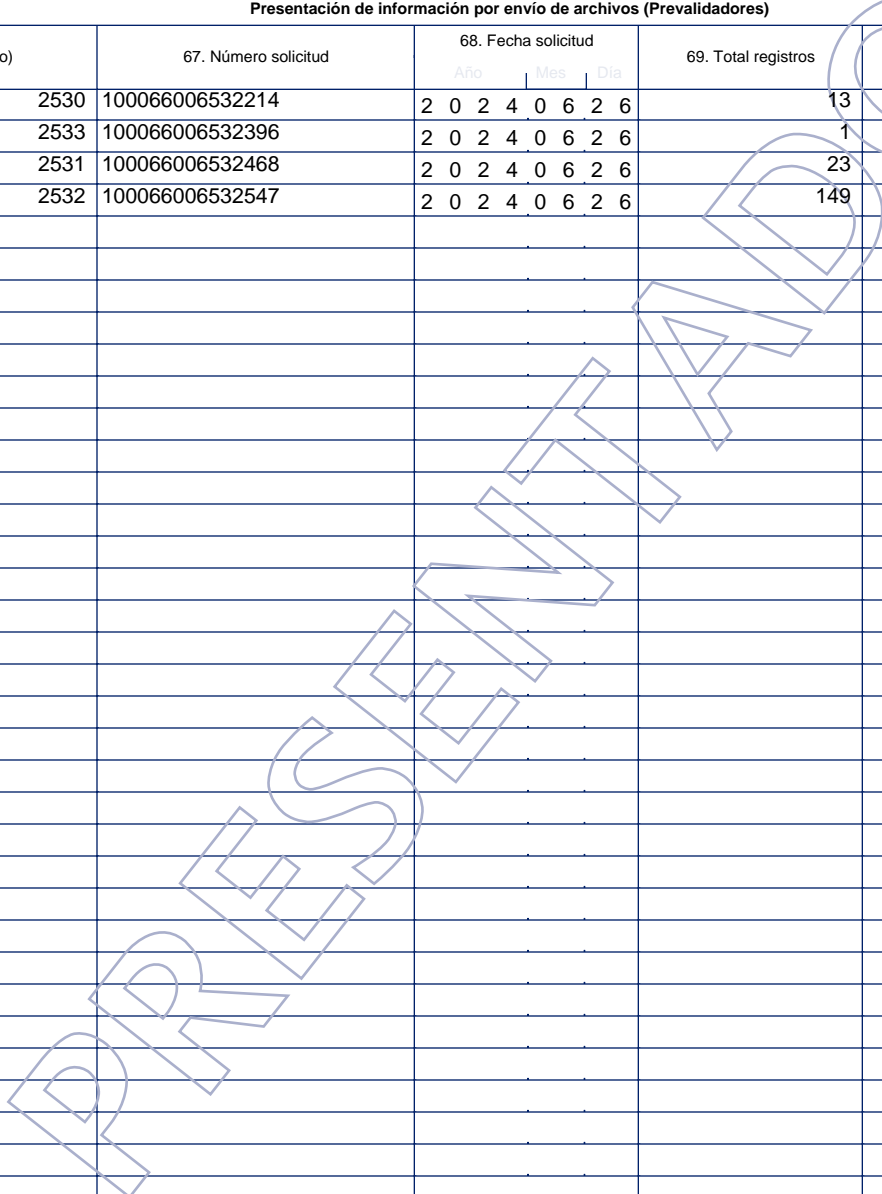 Presentación de información por envío de archivos (Prevalidadores)
o) 67. Número solicitud 68. Fecha solicitud 69. Total registros
Año Mes Día
2530 100066006532214 2 0 2 4 0 6 2 6 13
2533 100066006532396 2 0 2 4 0 6 2 6 1
2531 100066006532468 2 0 2 4 0 6 2 6 23
2532 100066006532547 2 0 2 4 0 6 2 6 149
PRESENTADO